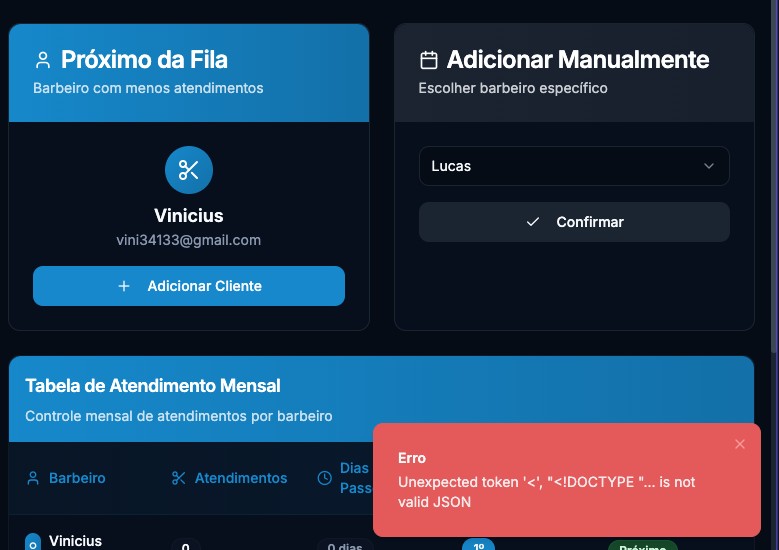 Próximo da Fila
Barbeiro com menos atendimentos
Vinicius
vini34133@gmail.com
Adicionar Cliente
Adicionar Manualmente
Escolher barbeiro específico
Lucas
Confirmar
Tabela de Atendimento Mensal
Controle mensal de atendimentos por barbeiro
Barbeiro
Atendimentos
Dias
Passa
Vinicius
0
0 dias
1º
Próximo
Erro
Unexpected token '<', "<!DOCTYPE "... is not
valid JSON